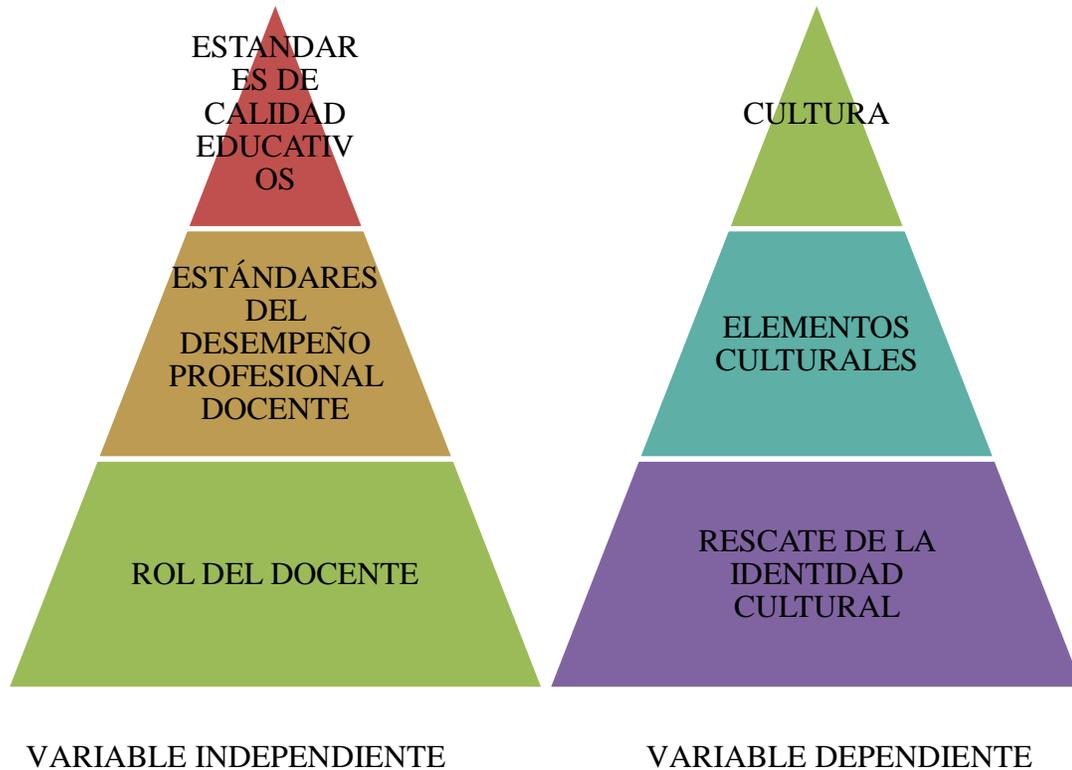 ESTANDAR
ES DE
CALIDAD
EDUCATIV
OS
ESTÁNDARES
DEL
DESEMPEÑO
PROFESIONAL
DOCENTE
ROL DEL DOCENTE
VARIABLE INDEPENDIENTE
CULTURA
ELEMENTOS
CULTURALES
RESCATE DE LA
IDENTIDAD
CULTURAL
VARIABLE DEPENDIENTE